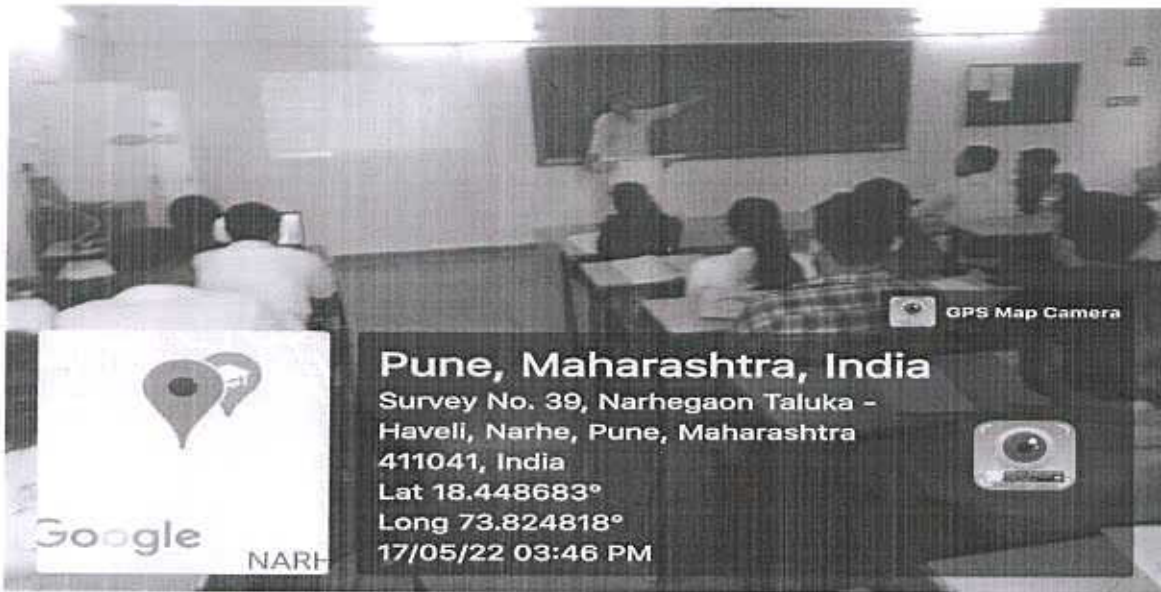 GPS Map Camera
Pune, Maharashtra, India
Survey No. 39, Narhegaon Taluka -
Haveli, Narhe, Pune, Maharashtra
411041, India
Lat 18.448683°
Long 73.824818°
17/05/22 03:46 PM
Google
NARH